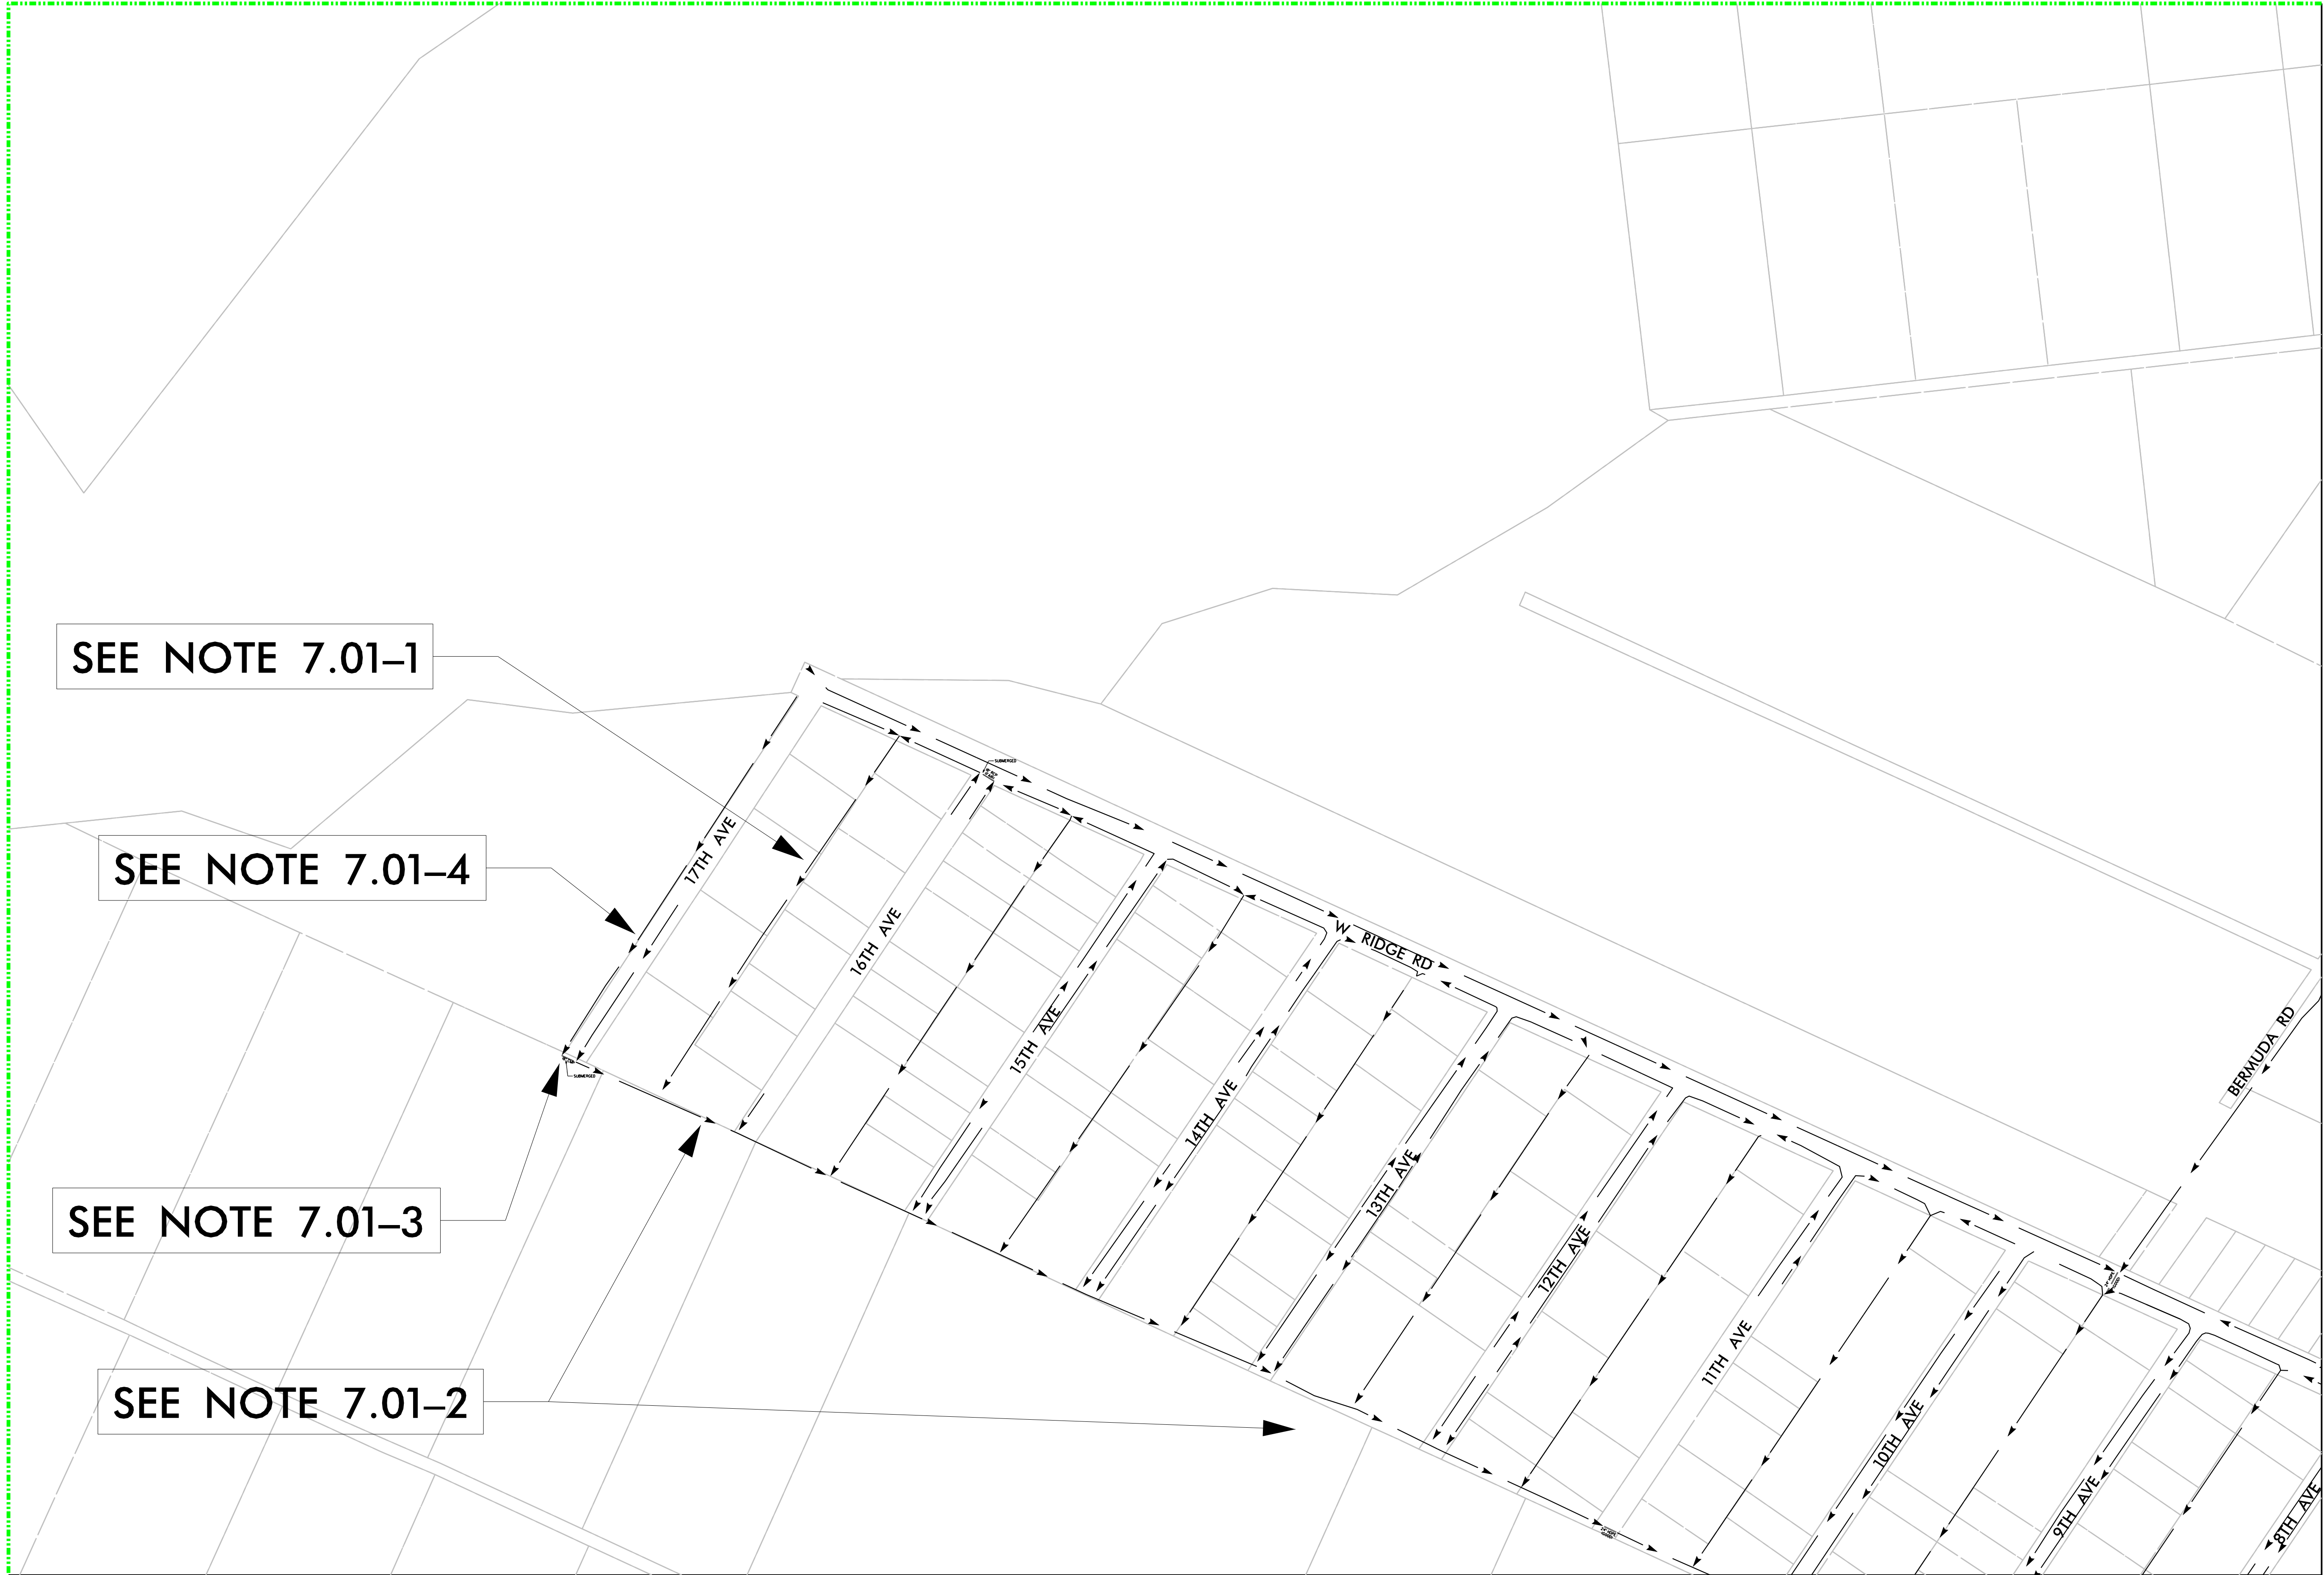 SEE NOTE 7.01–1
SUBMERGED
SEE NOTE 7.01–4
17TH AVE
16TH AVE
W RIDGE RD
15TH AVE
14TH AVE
BERMUDA RD
SUBMERGED
13TH AVE
SEE NOTE 7.01–3
12TH AVE
11TH AVE
SEE NOTE 7.01–2
10TH AVE
9TH AVE
8TH AVE